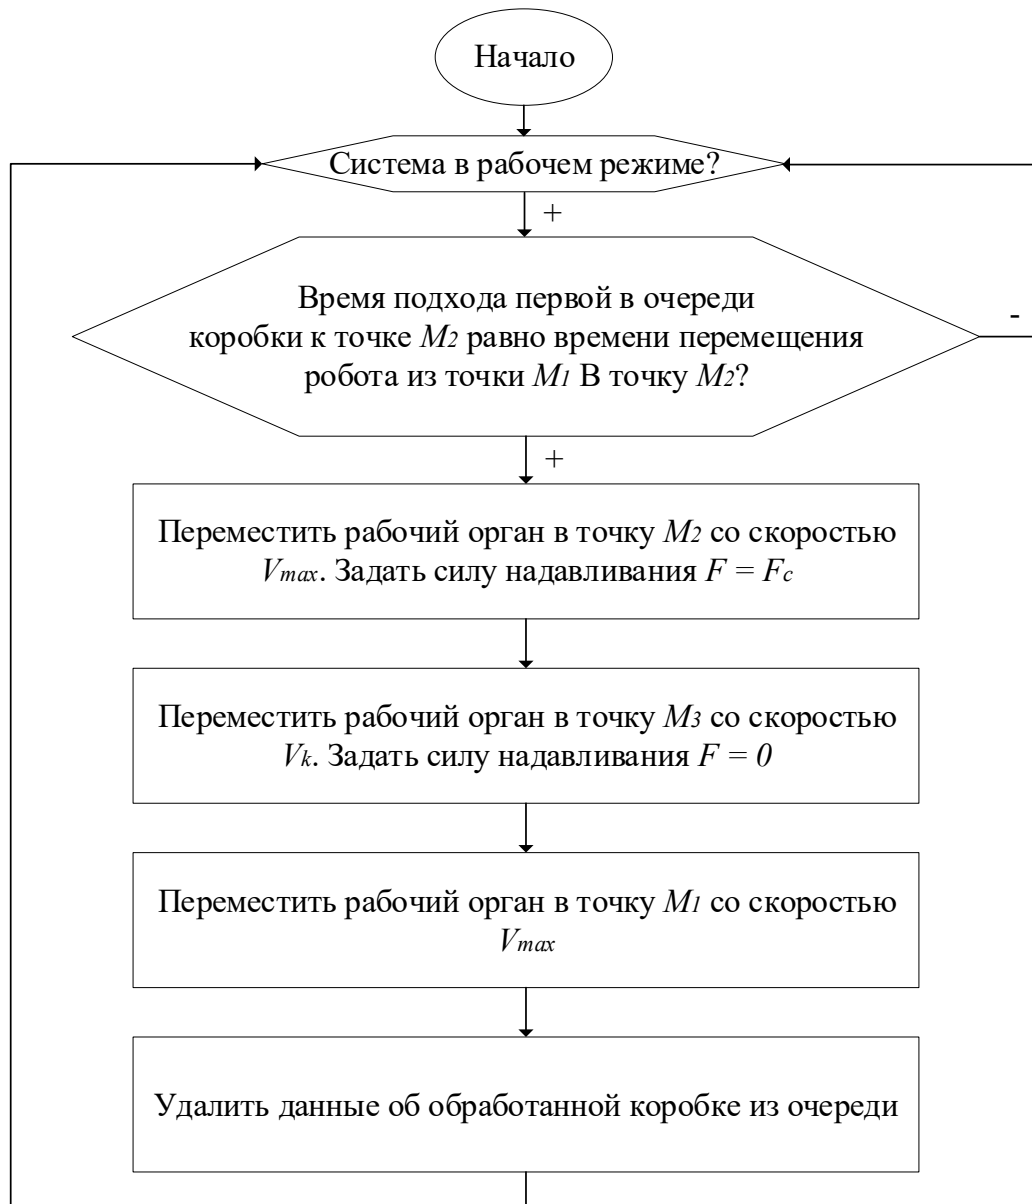 Начало
Система в рабочем режиме?
+
Время подхода первой в очереди
коробки к точке M2 равно времени перемещения
робота из точки M1 В точку M2?
-
+
Переместить рабочий орган в точку M2 со скоростью
Vmax. Задать силу надавливания F = Fc
Переместить рабочий орган в точку M3 со скоростью
Vk. Задать силу надавливания F = 0
Переместить рабочий орган в точку M1 со скоростью
Vmax
Удалить данные об обработанной коробке из очереди